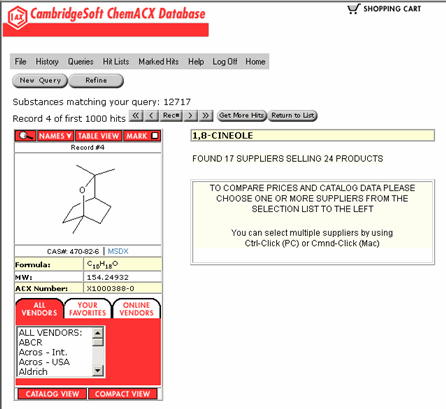 CambridgeSoft ChemACX Database
SHOPPING CART
File History Queries Hit Lists Marked Hits Help Log Off Home
New Query Refine
Substances matching your query: 12717
Record 4 of first 1000 hits << < Rec# > >> Get More Hits Return to List
NAMES TABLE VIEW MARK
Record #4
O
CAS#: 470-82-6 | MSDX
Formula: C10H18O
MW: 154.24932
ACX Number: X1000388-0
ALL VENDORS
YOUR FAVORITES
ONLINE VENDORS
ALL VENDORS:
ABCR
Acros - Int.
Acros - USA
Aldrich
CATALOG VIEW COMPACT VIEW
1,8-CINEOLE
FOUND 17 SUPPLIERS SELLING 24 PRODUCTS
TO COMPARE PRICES AND CATALOG DATA PLEASE
CHOOSE ONE OR MORE SUPPLIERS FROM THE
SELECTION LIST TO THE LEFT
You can select multiple suppliers by using
Ctrl-Click (PC) or Cmnd-Click (Mac)